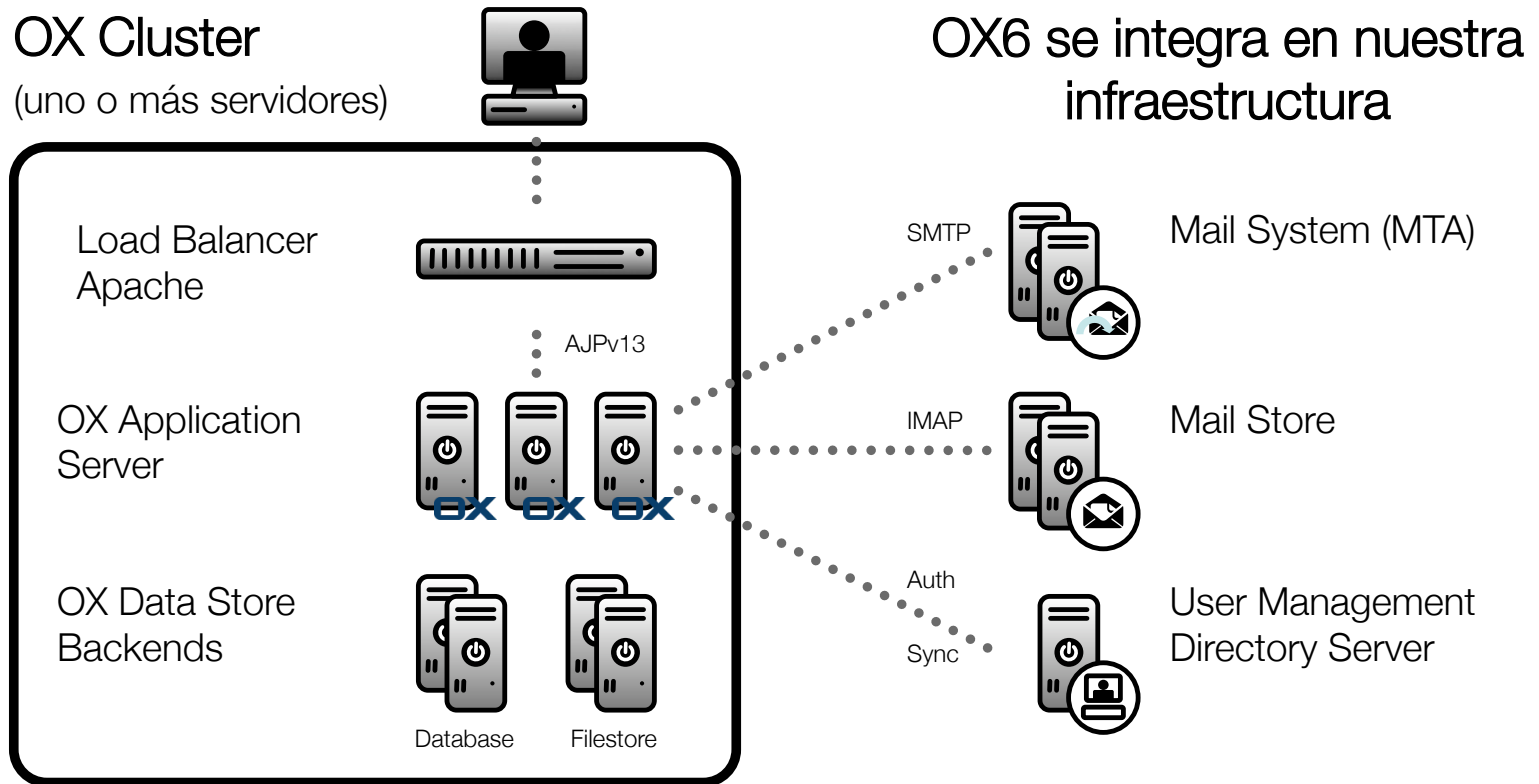 OX Cluster
(uno o más servidores)
OX6 se integra en nuestra
infraestructura
Load Balancer
Apache
AJPv13
OX Application
Server
OX OX OX
OX Data Store
Backends
Database Filestore
SMTP
Mail System (MTA)
IMAP
Mail Store
Auth
Sync
User Management
Directory Server